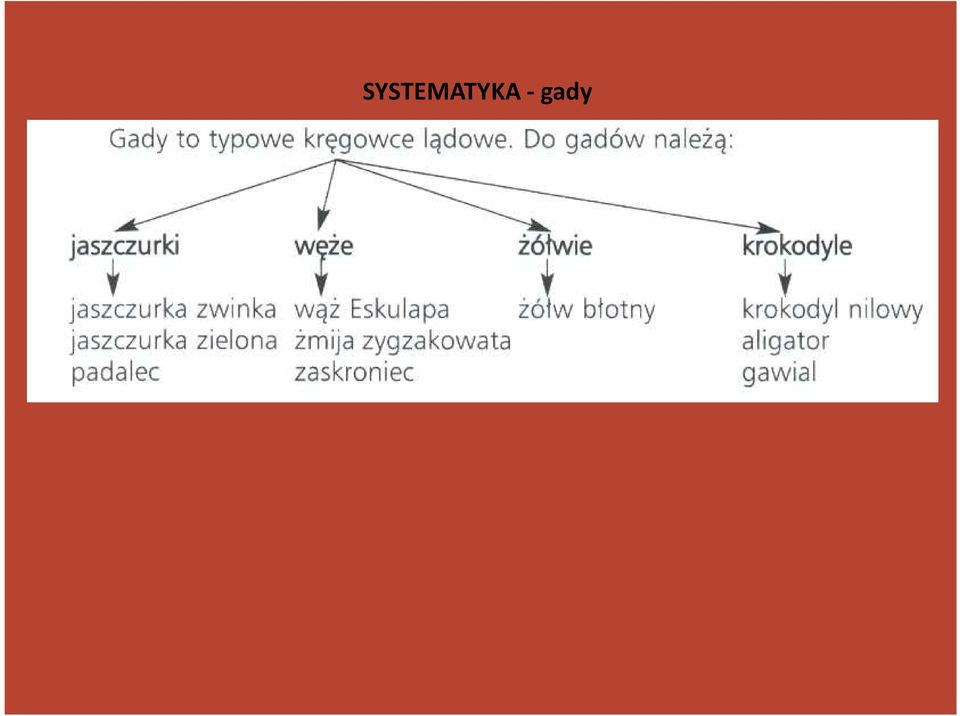 SYSTEMATYKA - gady
Gady to typowe kręgowce lądowe. Do gadów należą:
jaszczurki węże żółwie krokodyle
jaszczurka zwinka wąż Eskulapa żółw błotny krokodyl nilowy
jaszczurka zielona żmija zygzakowata aligator
padalec zaskroniec gawial